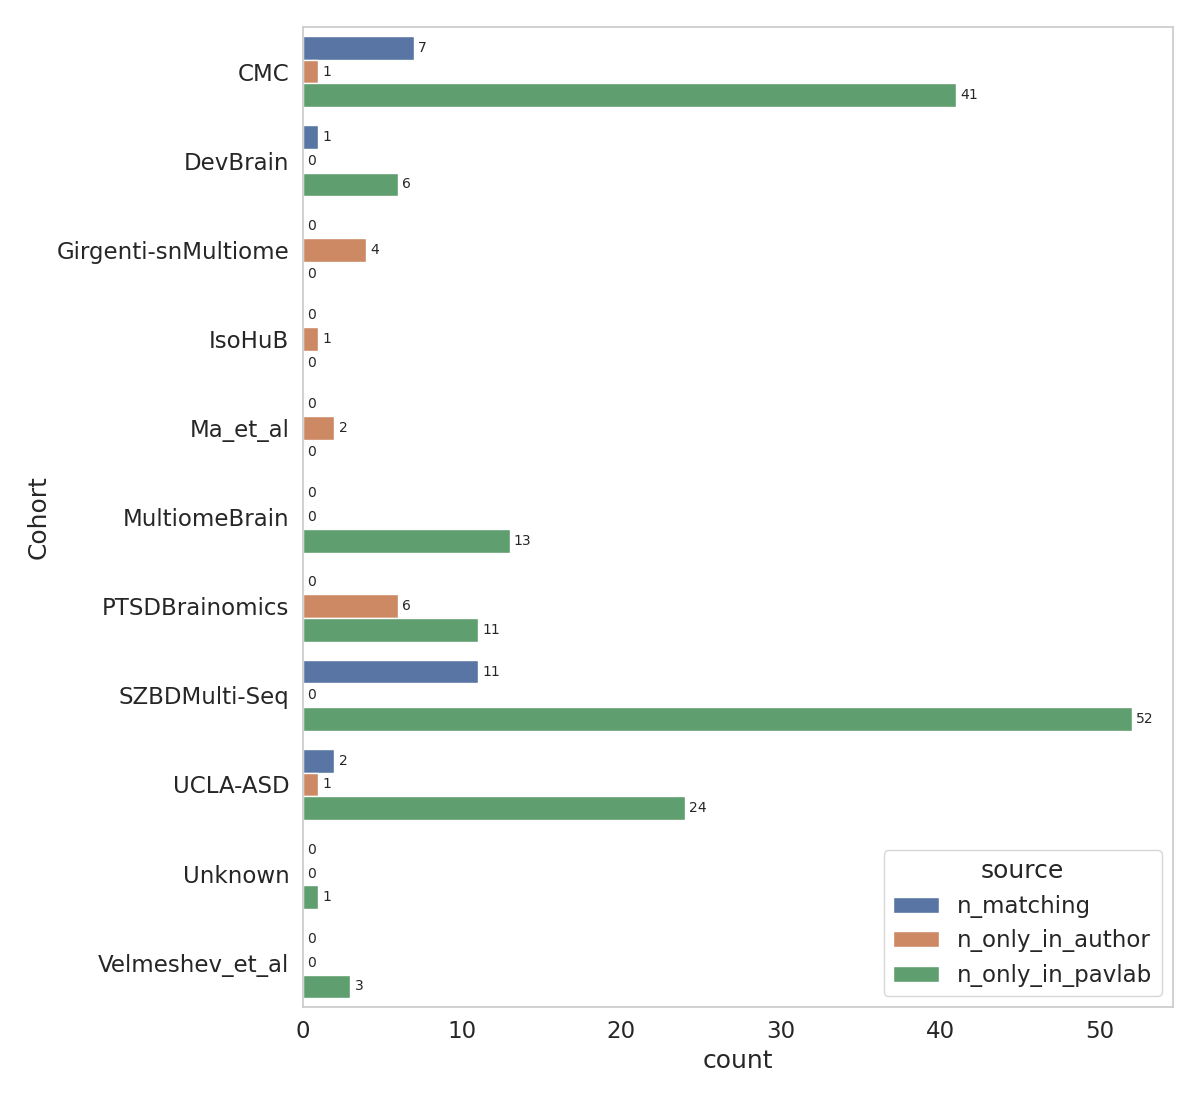 CMC
7
1
41
DevBrain
1
0
6
Girgenti-snMultiome
0
4
0
IsoHuB
0
1
0
Ma_et_al
0
2
0
MultiomeBrain
0
0
13
PTSDBrainomics
0
6
11
SZBDMulti-Seq
11
0
52
UCLA-ASD
2
1
24
Unknown
0
0
1
Velmeshev_et_al
0
0
3
Cohort
source
n_matching
n_only_in_author
n_only_in_pavlab
0 10 20 30 40 50
count